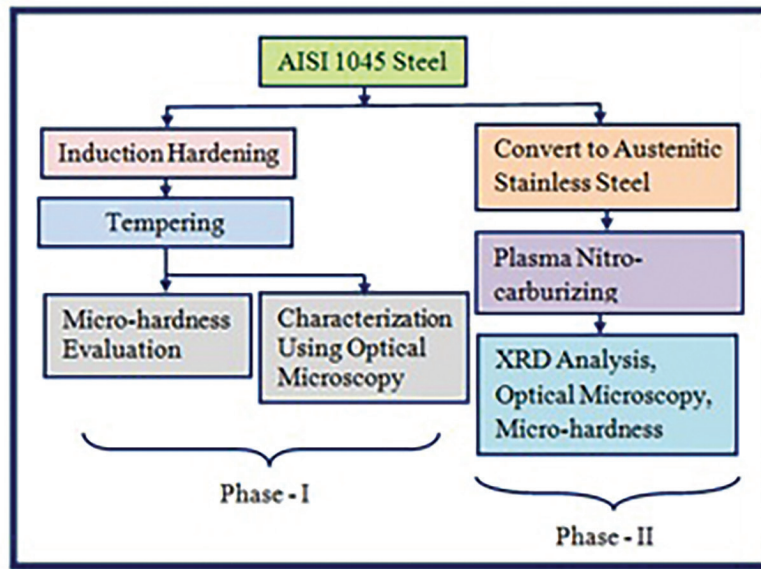 AISI 1045 Steel
Induction Hardening
Tempering
Micro-hardness
Evaluation
Characterization
Using Optical
Microscopy
Phase - I
Convert to Austenitic
Stainless Steel
Plasma Nitro-
carburizing
XRD Analysis,
Optical Microscopy,
Micro-hardness
Phase - II